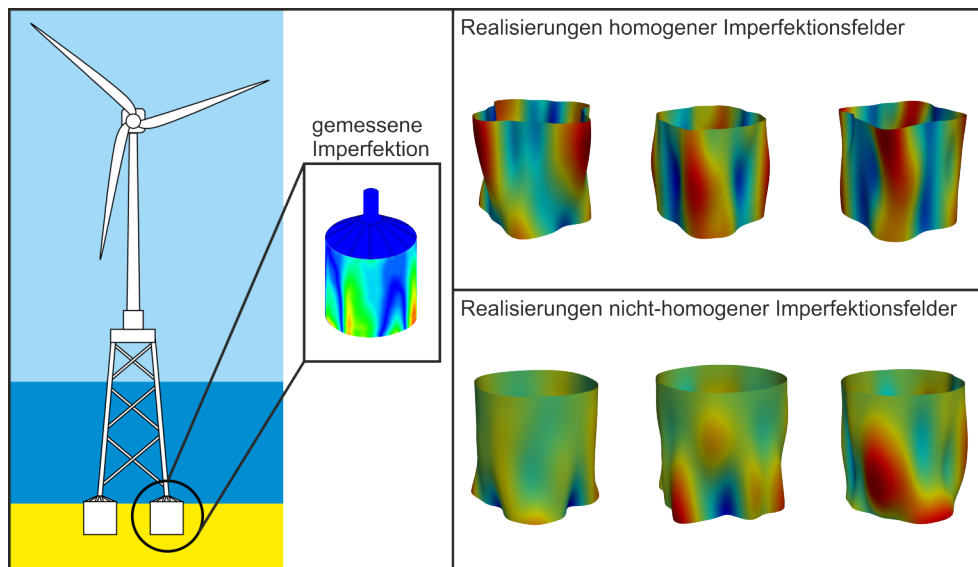 gemessene
Imperfektion
Realisierungen homogener Imperfektionsfelder
Realisierungen nicht-homogener Imperfektionsfelder